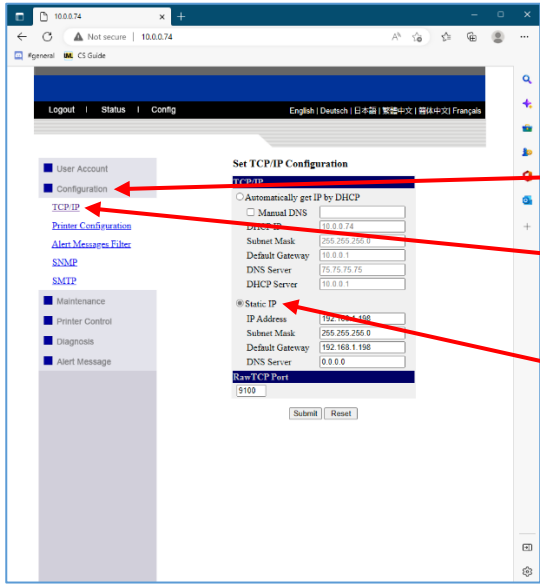 10.0.0.74
Not secure | 10.0.0.74
#general CS Guide
Logout | Status | Config
English | Deutsch | 日本語 | 繁體中文 | 简体中文| Français
User Account
Configuration
TCP/IP
Printer Configuration
Alert Messages Filter
SNMP
SMTP
Maintenance
Printer Control
Diagnosis
Alert Message
Set TCP/IP Configuration
TCP/IP
Automatically get IP by DHCP
Manual DNS
DHCP IP 10.0.0.74
Subnet Mask 255.255.255.0
Default Gateway 10.0.0.1
DNS Server 75.75.75.75
DHCP Server 10.0.0.1
Static IP
IP Address 192.168.1.198
Subnet Mask 255.255.255.0
Default Gateway 192.168.1.198
DNS Server 0.0.0.0
RawTCP Port
9100
Submit Reset